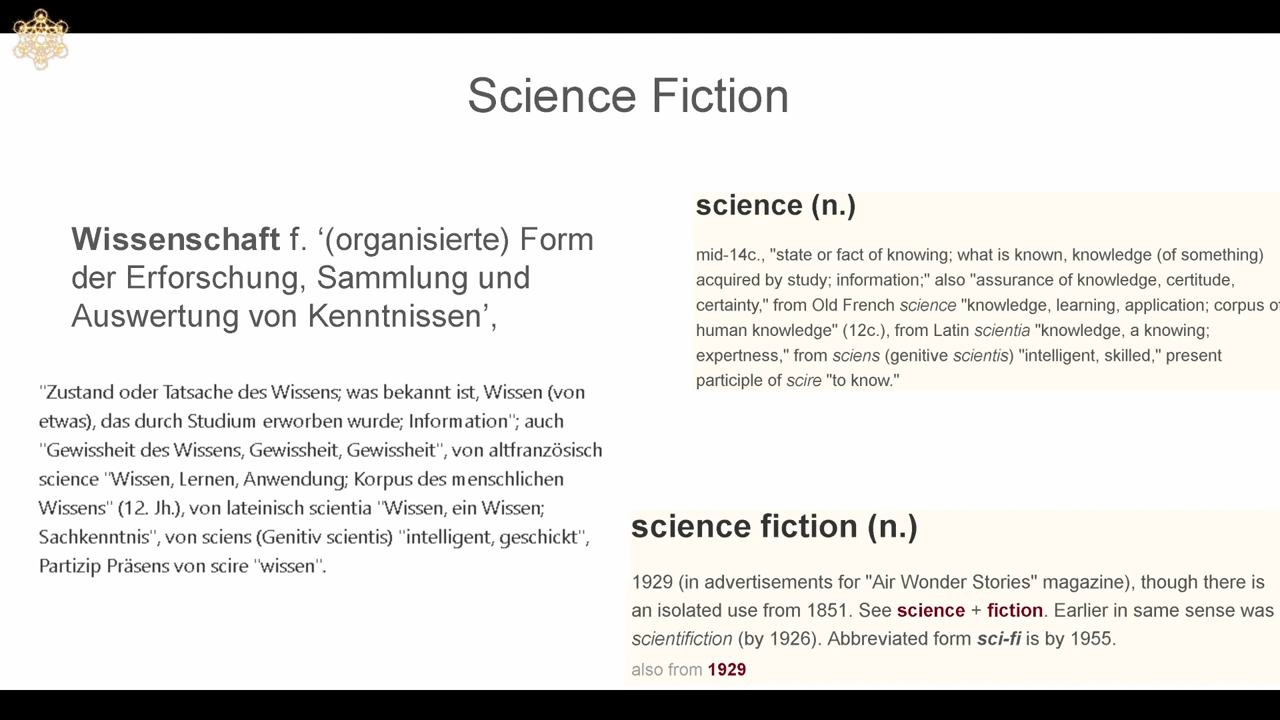 Science Fiction
Wissenschaft f. ‘(organisierte) Form
der Erforschung, Sammlung und
Auswertung von Kenntnissen’,
"Zustand oder Tatsache des Wissens; was bekannt ist, Wissen (von
etwas), das durch Studium erworben wurde; Information"; auch
"Gewissheit des Wissens, Gewissheit, Gewissheit", von altfranzösisch
science "Wissen, Lernen, Anwendung; Korpus des menschlichen
Wissens" (12. Jh.), von lateinisch scientia "Wissen, ein Wissen;
Sachkenntnis", von sciens (Genitiv scientis) "intelligent, geschickt",
Partizip Präsens von scire "wissen".
science (n.)
mid-14c., "state or fact of knowing; what is known, knowledge (of something)
acquired by study; information;" also "assurance of knowledge, certitude,
certainty," from Old French science "knowledge, learning, application; corpus of
human knowledge" (12c.), from Latin scientia "knowledge, a knowing;
expertness," from sciens (genitive scientis) "intelligent, skilled," present
participle of scire "to know."
science fiction (n.)
1929 (in advertisements for "Air Wonder Stories" magazine), though there is
an isolated use from 1851. See science + fiction. Earlier in same sense was
scientifiction (by 1926). Abbreviated form sci-fi is by 1955.
also from 1929